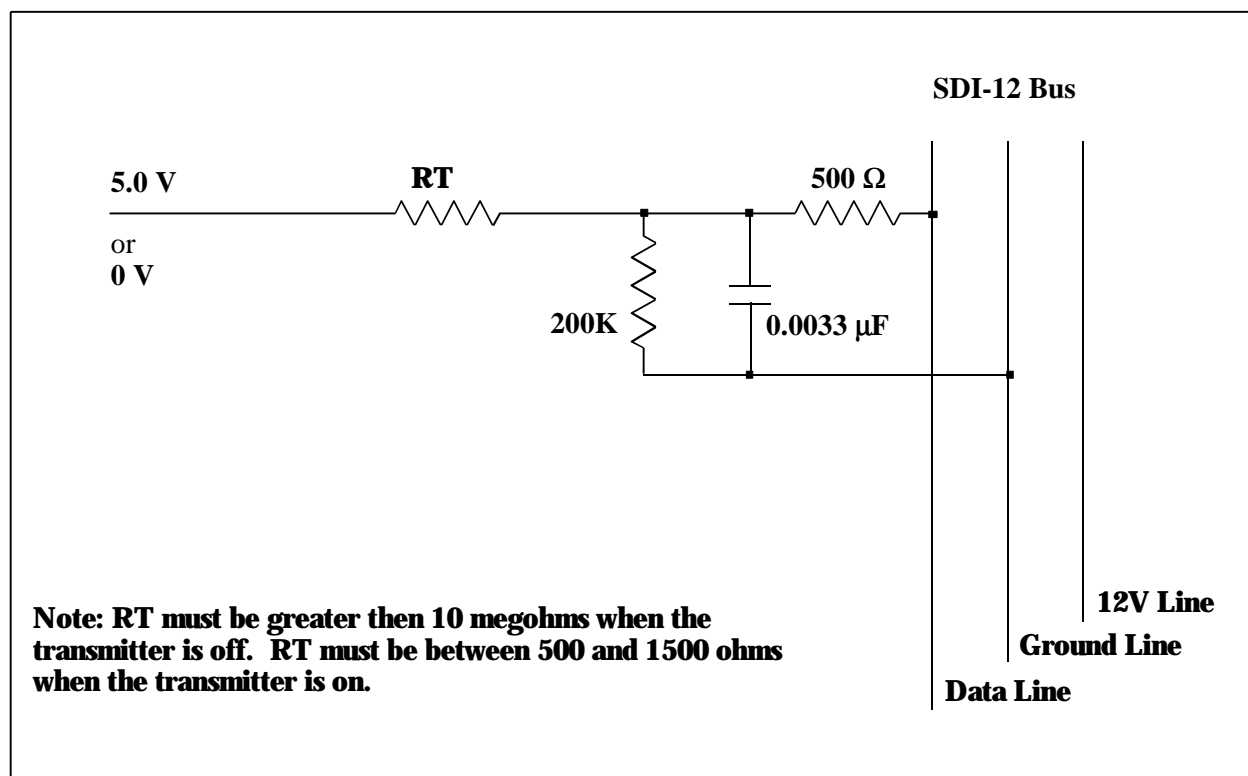 SDI-12 Bus
5.0 V
RT
500 Ω
or
0 V
200K
0.0033 μF
12V Line
Note: RT must be greater then 10 megohms when the
transmitter is off. RT must be between 500 and 1500 ohms
when the transmitter is on.
Ground Line
Data Line